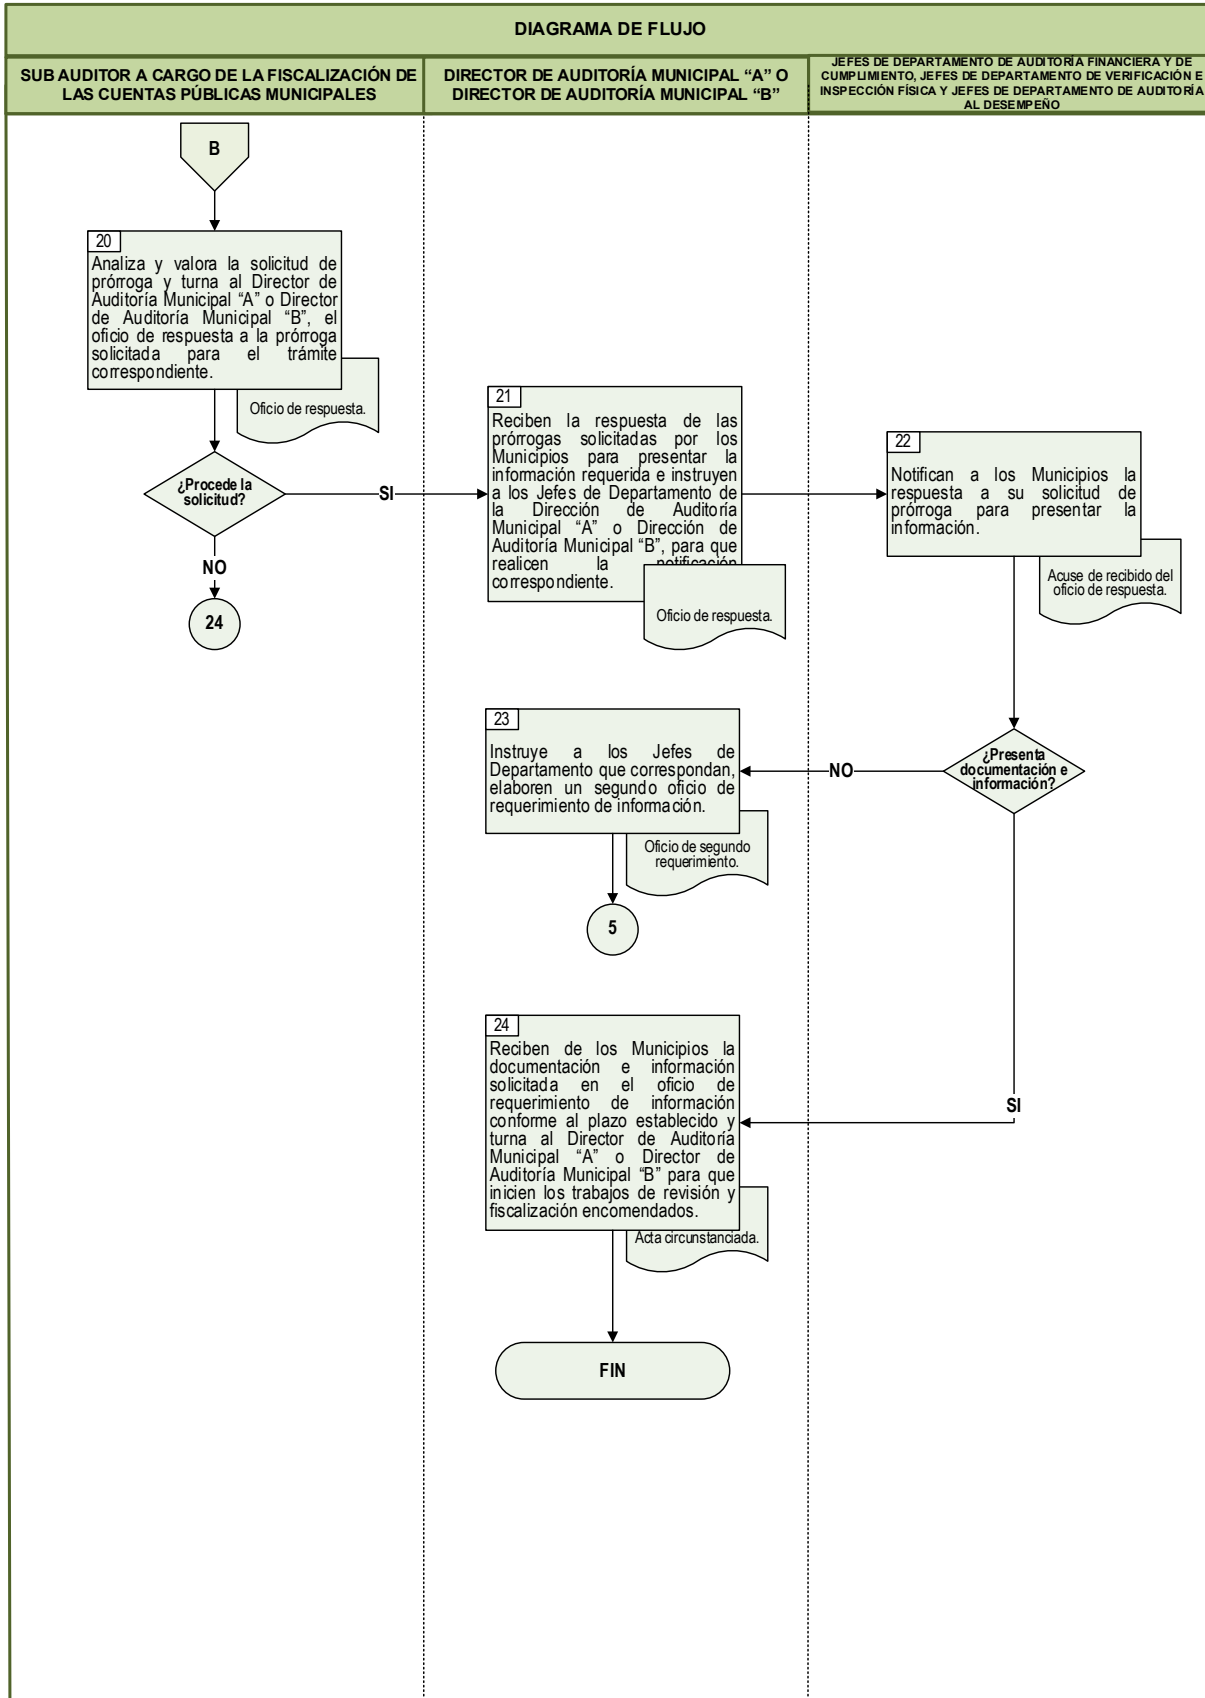 DIAGRAMA DE FLUJO
SUB AUDITOR A CARGO DE LA FISCALIZACIÓN DE
LAS CUENTAS PÚBLICAS MUNICIPALES
DIRECTOR DE AUDITORÍA MUNICIPAL “A” O
DIRECTOR DE AUDITORÍA MUNICIPAL “B”
JEFES DE DEPARTAMENTO DE AUDITORÍA FINANCIERA Y DE
CUMPLIMIENTO, JEFES DE DEPARTAMENTO DE VERIFICACIÓN E
INSPECCIÓN FÍSICA Y JEFES DE DEPARTAMENTO DE AUDITORÍA
AL DESEMPEÑO
B
20
Analiza y valora la solicitud de
prórroga y turna al Director de
Auditoría Municipal “A” o Director
de Auditoría Municipal “B”, el
oficio de respuesta a la prórroga
solicitada para el trámite
correspondiente.
Oficio de respuesta.
¿Procede la
solicitud?
SI
NO
24
21
Reciben la respuesta de las
prórrogas solicitadas por los
Municipios para presentar la
información requerida e instruyen
a los Jefes de Departamento de
la Dirección de Auditoría
Municipal “A” o Dirección de
Auditoría Municipal “B”, para que
realicen la notificación
correspondiente.
Oficio de respuesta.
22
Notifican a los Municipios la
respuesta a su solicitud de
prórroga para presentar la
información.
Acuse de recibido del
oficio de respuesta.
¿Presenta
documentación e
información?
NO
SI
23
Instruye a los Jefes de
Departamento que correspondan,
elaboren un segundo oficio de
requerimiento de información.
Oficio de segundo
requerimiento.
5
24
Reciben de los Municipios la
documentación e información
solicitada en el oficio de
requerimiento de información
conforme al plazo establecido y
turna al Director de Auditoría
Municipal “A” o Director de
Auditoría Municipal “B” para que
inicien los trabajos de revisión y
fiscalización encomendados.
Acta circunstanciada.
FIN